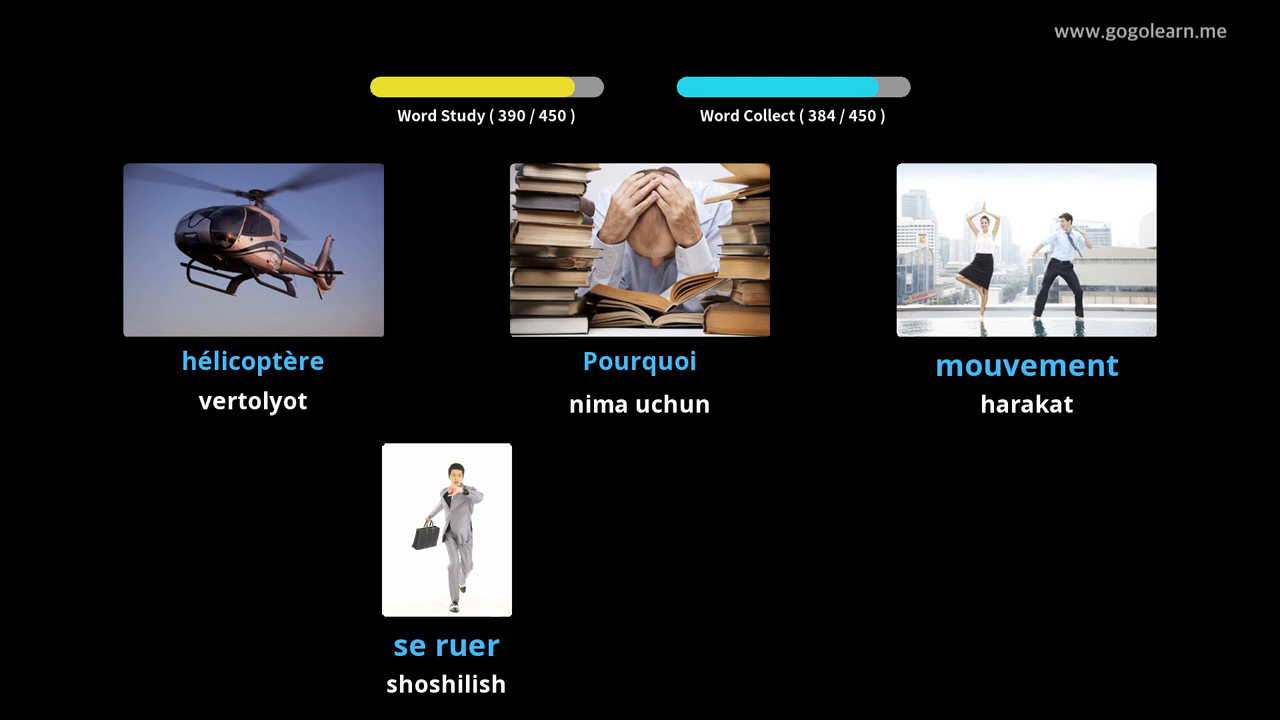 www.gogolearn.me
Word Study ( 390 / 450 )
Word Collect ( 384 / 450 )
hélicoptère
vertolyot
Pourquoi
nima uchun
mouvement
harakat
se ruer
shoshilish